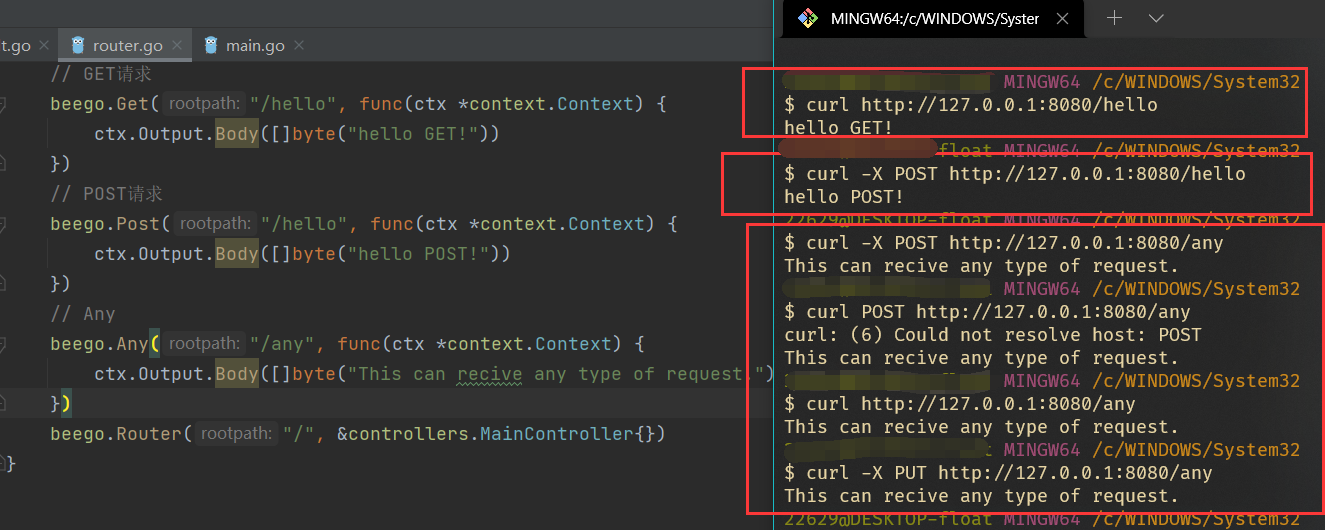 t.go
router.go
main.go
// GET请求
beego.Get( rootpath: "/hello", func(ctx *context.Context) {
ctx.Output.Body([]byte("hello GET!"))
})
// POST请求
beego.Post( rootpath: "/hello", func(ctx *context.Context) {
ctx.Output.Body([]byte("hello POST!"))
})
// Any
beego.Any( rootpath: "/any", func(ctx *context.Context) {
ctx.Output.Body([]byte("This can recive any type of request.")
})
beego.Router( rootpath: "/", &controllers.MainController{})
}
MINGW64:/c/WINDOWS/Syster
MINGW64 /c/WINDOWS/System32
$ curl http://127.0.0.1:8080/hello
hello GET!
float MINGW64 /c/WINDOWS/System32
$ curl -X POST http://127.0.0.1:8080/hello
hello POST!
22629@DESKTOP-float MINGW64 /c/WINDOWS/System32
$ curl -X POST http://127.0.0.1:8080/any
This can recive any type of request.
MINGW64 /c/WINDOWS/System32
$ curl POST http://127.0.0.1:8080/any
curl: (6) Could not resolve host: POST
This can recive any type of request.
MINGW64 /c/WINDOWS/System32
$ curl http://127.0.0.1:8080/any
This can recive any type of request.
MINGW64 /c/WINDOWS/System32
$ curl -X PUT http://127.0.0.1:8080/any
This can recive any type of request.
22629@DESKTOP-float MINGW64 /c/WINDOWS/System32